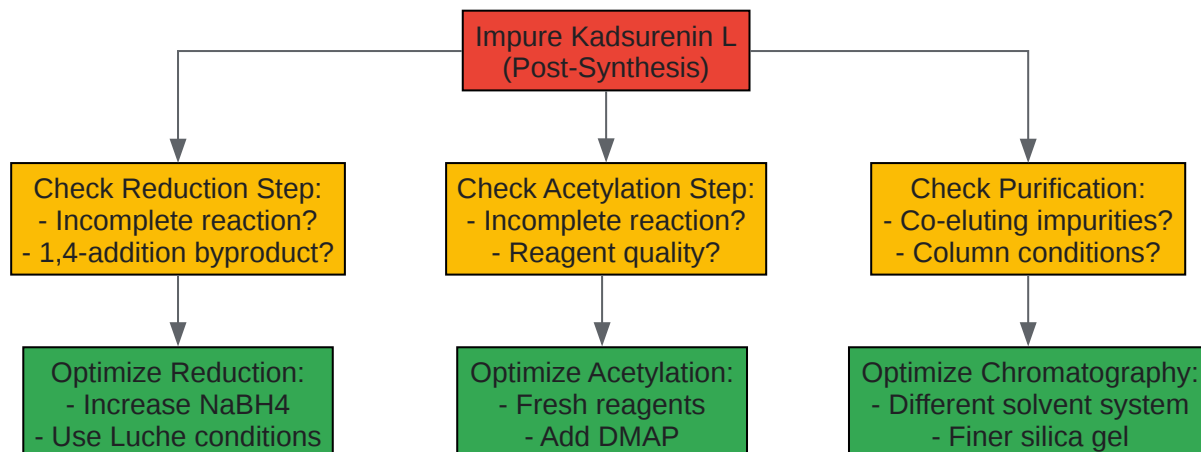 Impure Kadsurenin L
(Post-Synthesis)
Check Reduction Step:
- Incomplete reaction?
- 1,4-addition byproduct?
Check Acetylation Step:
- Incomplete reaction?
- Reagent quality?
Check Purification:
- Co-eluting impurities?
- Column conditions?
Optimize Reduction:
- Increase NaBH4
- Use Luche conditions
Optimize Acetylation:
- Fresh reagents
- Add DMAP
Optimize Chromatography:
- Different solvent system
- Finer silica gel